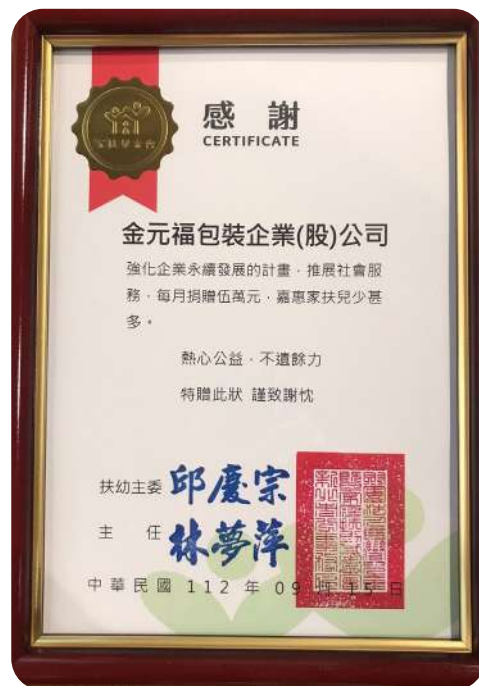 感謝
CERTIFICATE
金元福包裝企業(股)公司
強化企業永續發展的計畫，推展社會服
務，每月捐贈伍萬元，嘉惠家扶兒少甚
多。
熱心公益，不遺餘力
特贈此狀 謹致謝忱
扶幼主委 邱慶宗
主任 林夢萍
中華民國 112 年 09 月 15 日